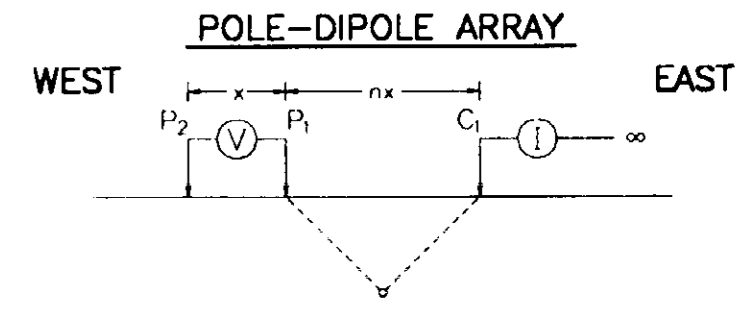 POLE-DIPOLE ARRAY
WEST
EAST
x
nx
P2
V
P1
C1
I
∞